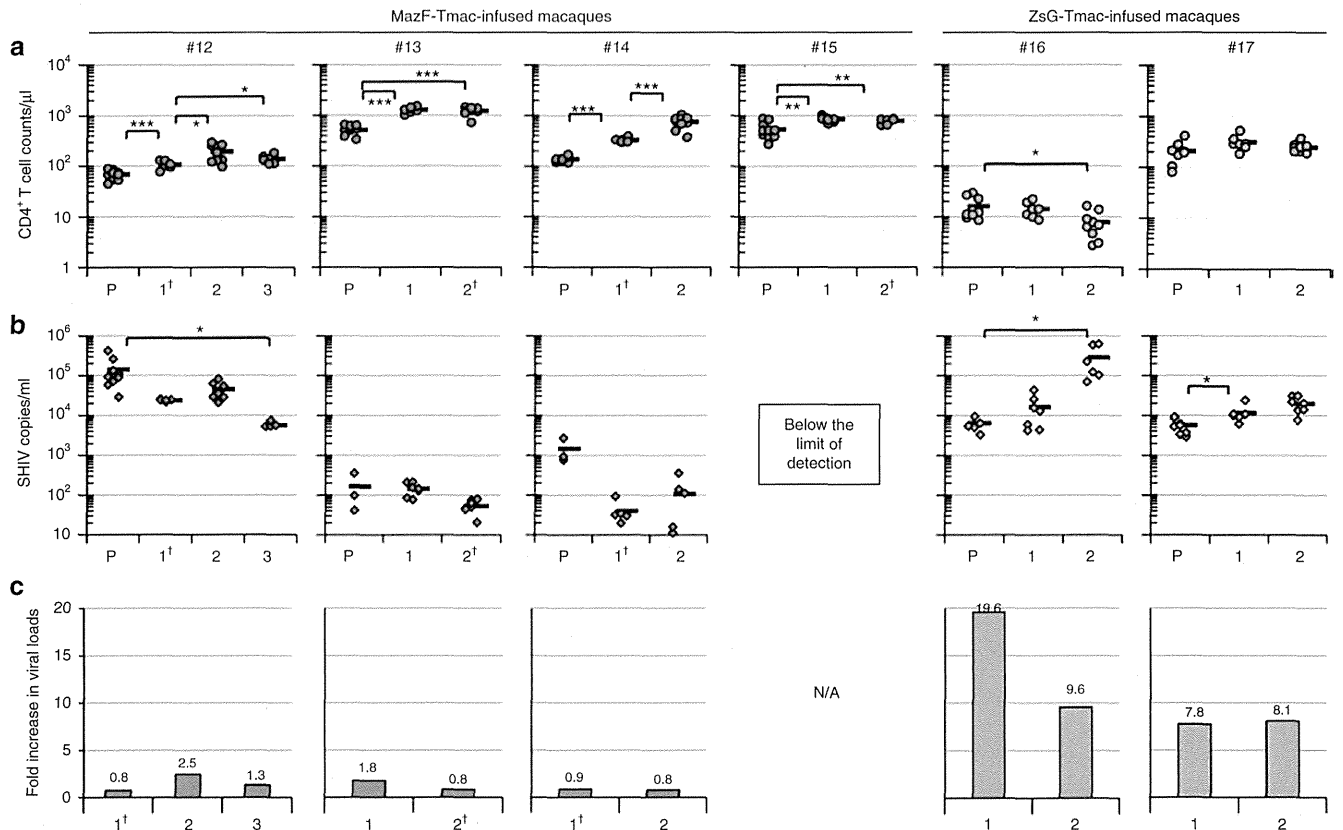 MazF-Tmac-infused macaques ZsG-Tmac-infused macaques
a #12 #13 #14 #15 #16 #17
CD4⁺ T cell counts/µl
10⁴
10³
10²
10
1
*** * *
*** ***
*** ***
** **
*
P 1† 2 3 P 1 2† P 1† 2 P 1 2† P 1 2 P 1 2
b
SHIV copies/ml
10⁶
10⁵
10⁴
10³
10²
10
*
*
*
Below the
limit of
detection
P 1† 2 3 P 1 2† P 1† 2 P 1 2 P 1 2
c
Fold increase in viral loads
20
15
10
5
0
0.8 2.5 1.3 1.8 0.8 0.9 0.8 N/A 19.6 9.6 7.8 8.1
1† 2 3 1 2† 1† 2 1 2 1 2